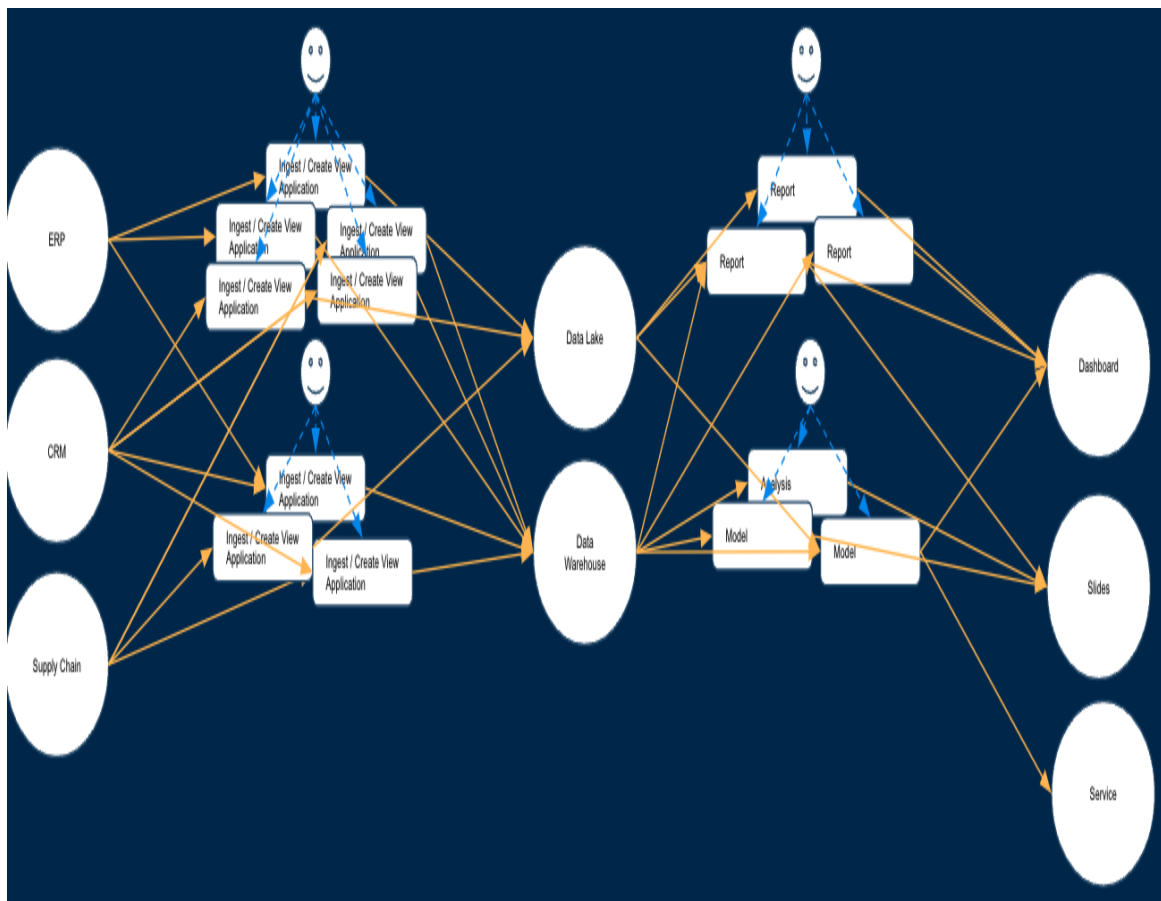 Ingest / Create View
Application
Ingest / Create View
Application
Ingest / Create View
Application
Ingest / Create View
Application
Ingest / Create View
Application
ERP
CRM
Supply Chain
Ingest / Create View
Application
Ingest / Create View
Application
Ingest / Create View
Application
Data Lake
Data
Warehouse
Report
Report
Report
Analysis
Model
Model
Dashboard
Slides
Service